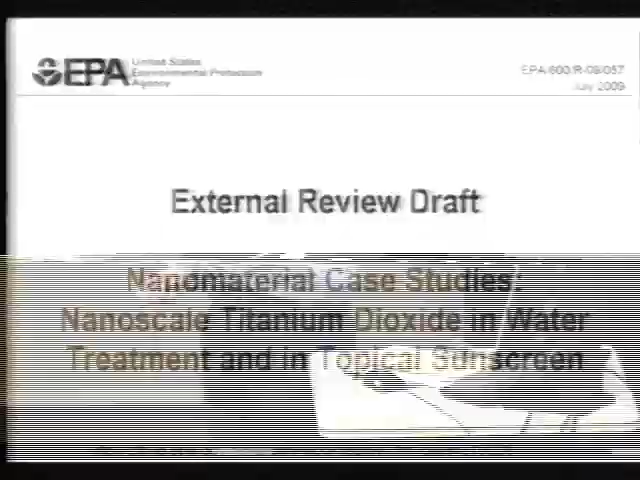 EPA
United States
Environmental Protection
Agency
EPA/600/R-09/057
July 2009
External Review Draft
Nanomaterial Case Studies:
Nanoscale Titanium Dioxide in Water
Treatment and in Topical Sunscreen